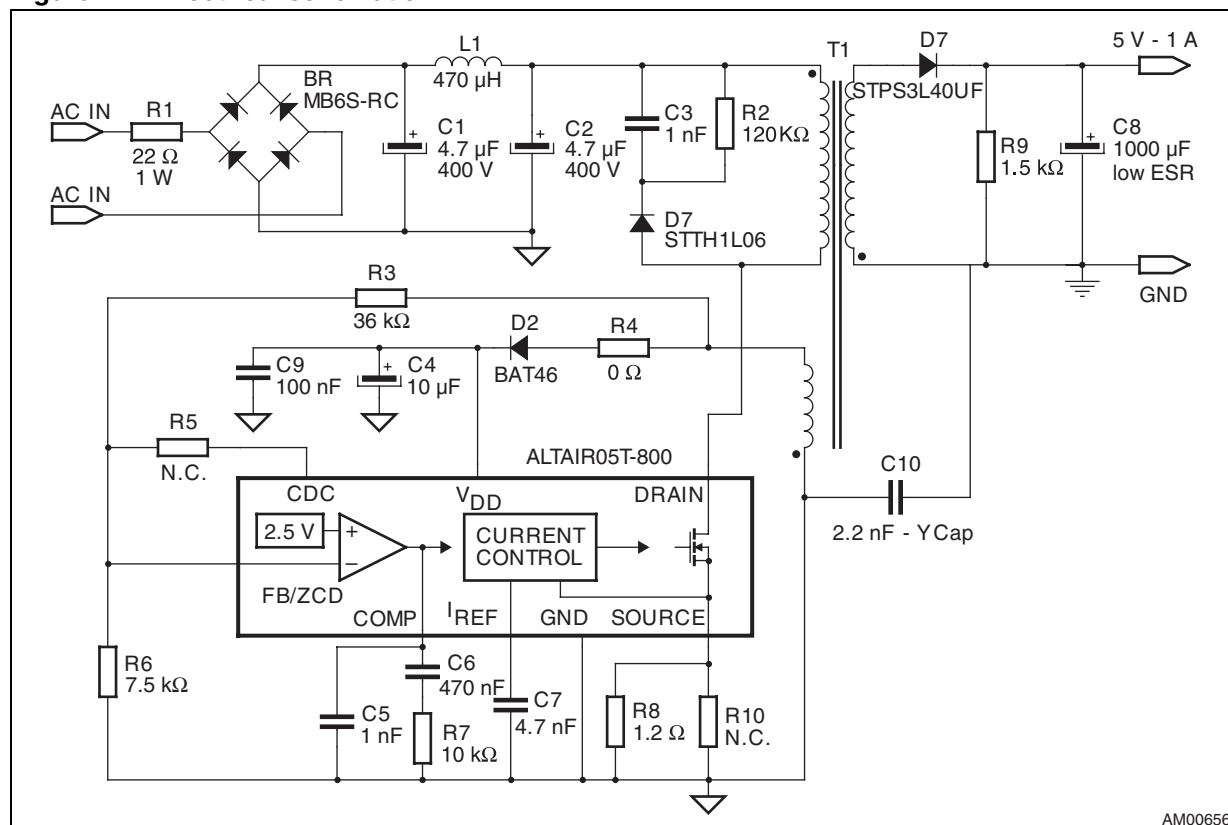 L1
470 µH
T1
D7
STPS3L40UF
5 V - 1 A
BR
MB6S-RC
AC IN
R1
22 Ω
1 W
AC IN
C1
4.7 µF
400 V
C2
4.7 µF
400 V
C3
1 nF
R2
120KΩ
D7
STTH1L06
R9
1.5 kΩ
C8
1000 µF
low ESR
GND
R3
36 kΩ
D2
BAT46
R4
0 Ω
C9
100 nF
C4
10 µF
R5
N.C.
ALTAIR05T-800
CDC
VDD
DRAIN
2.5 V
+
−
CURRENT
CONTROL
FB/ZCD
COMP
IREF
GND
SOURCE
C10
2.2 nF - YCap
R6
7.5 kΩ
C5
1 nF
C6
470 nF
R7
10 kΩ
C7
4.7 nF
R8
1.2 Ω
R10
N.C.
AM00656